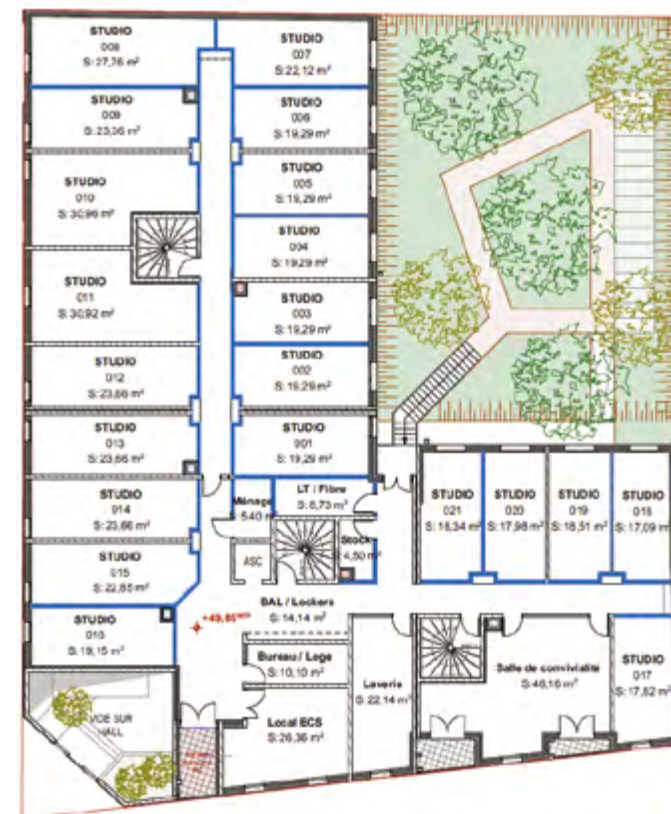 STUDIO
008
S: 27,76 m²
STUDIO
007
S: 22,12 m²
STUDIO
009
S: 23,36 m²
STUDIO
006
S: 19,29 m²
STUDIO
010
S: 30,96 m²
STUDIO
005
S: 19,29 m²
STUDIO
004
S: 19,29 m²
STUDIO
011
S: 30,92 m²
STUDIO
003
S: 19,29 m²
STUDIO
012
S: 23,66 m²
STUDIO
002
S: 19,29 m²
STUDIO
013
S: 23,66 m²
STUDIO
001
S: 19,29 m²
STUDIO
014
S: 23,66 m²
Ménage
5,40 m
LT / Fibre
S: 8,73 m²
STUDIO
021
S: 18,34 m²
STUDIO
020
S: 17,98 m²
STUDIO
019
S: 18,51 m²
STUDIO
018
S: 17,09 m²
Stock
4,50 m²
ASC
STUDIO
015
S: 22,85 m²
STUDIO
016
S: 19,15 m²
+49,85
BAL / Lockers
S: 14,14 m²
Bureau / Loge
S: 10,10 m²
Laverie
S: 22,14 m²
Salle de convivialité
S: 46,16 m²
STUDIO
017
S: 17,82 m²
VIDE SUR
HALL
Local ECS
S: 26,36 m²